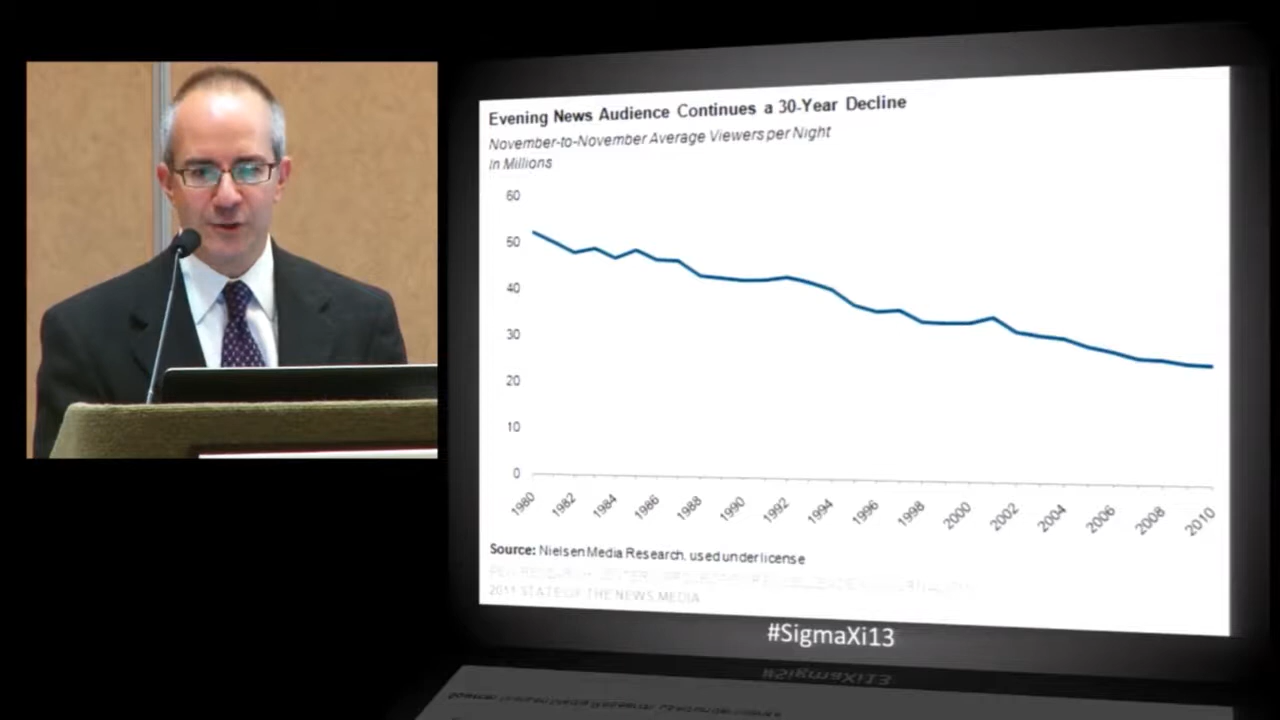 Evening News Audience Continues a 30-Year Decline
November-to-November Average Viewers per Night
In Millions
60
50
40
30
20
10
0
1980 1982 1984 1986 1988 1990 1992 1994 1996 1998 2000 2002 2004 2006 2008 2010
Source: Nielsen Media Research, used under license
2011 STATE OF THE NEWS MEDIA
#SigmaXi13